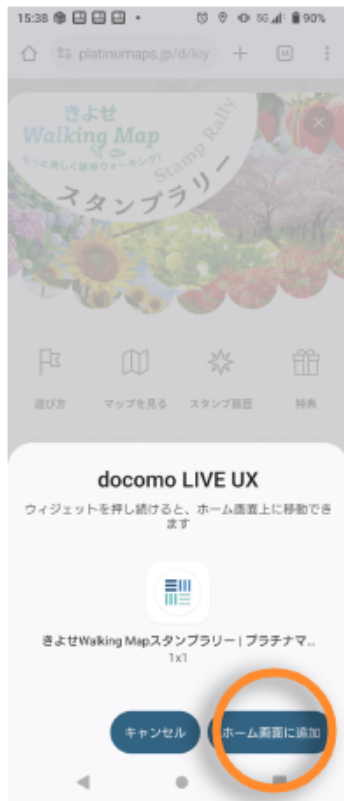 15:38 5G 90%
platinumaps.jp/d/kiy
きよせ
Walking Map
もっと楽しく健幸ウォーキング!
Stamp Rally
スタンプラリー
遊び方 マップを見る スタンプ履歴 特典
docomo LIVE UX
ウィジェットを押し続けると、ホーム画面上に移動でき
ます
きよせWalking Mapスタンプラリー | プラチナマ...
1x1
キャンセル ホーム画面に追加